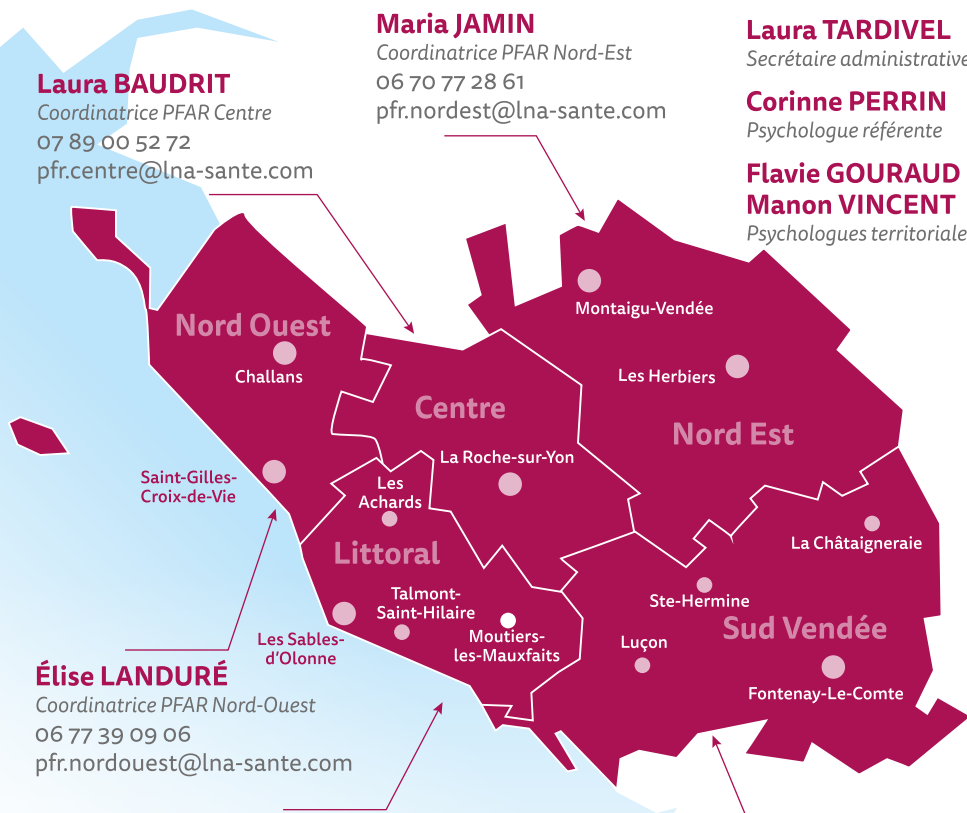 Maria JAMIN
Coordinatrice PFAR Nord-Est
06 70 77 28 61
pfr.nordest@lna-sante.com
Laura TARDIVEL
Secrétaire administrative
Corinne PERRIN
Psychologue référente
Flavie GOURAUD
Manon VINCENT
Psychologues territoriale
Laura BAUDRIT
Coordinatrice PFAR Centre
07 89 00 52 72
pfr.centre@lna-sante.com
Nord Ouest
Challans
Saint-Gilles-
Croix-de-Vie
Centre
La Roche-sur-Yon
Montaigu-Vendée
Les Herbiers
Nord Est
Les
Achards
Littoral
Talmont-
Saint-Hilaire
Les Sables-
d'Olonne
Moutiers-
les-Mauxfaits
La Châtaigneraie
Ste-Hermine
Sud Vendée
Luçon
Fontenay-Le-Comte
Élise LANDURÉ
Coordinatrice PFAR Nord-Ouest
06 77 39 09 06
pfr.nordouest@lna-sante.com